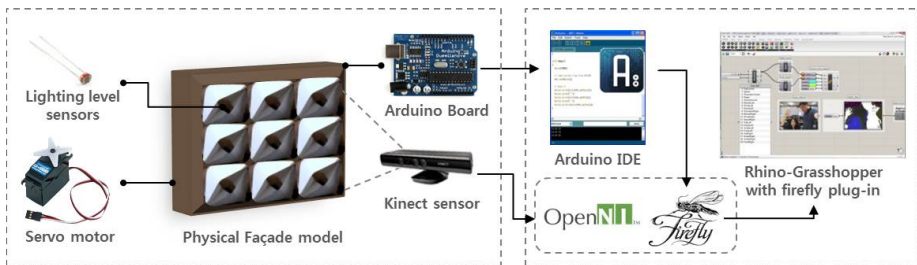 Lighting level
sensors
Servo motor
Physical Façade model
Arduino Board
Kinect sensor
Arduino IDE
OpenNI™
Firefly
Rhino-Grasshopper
with firefly plug-in